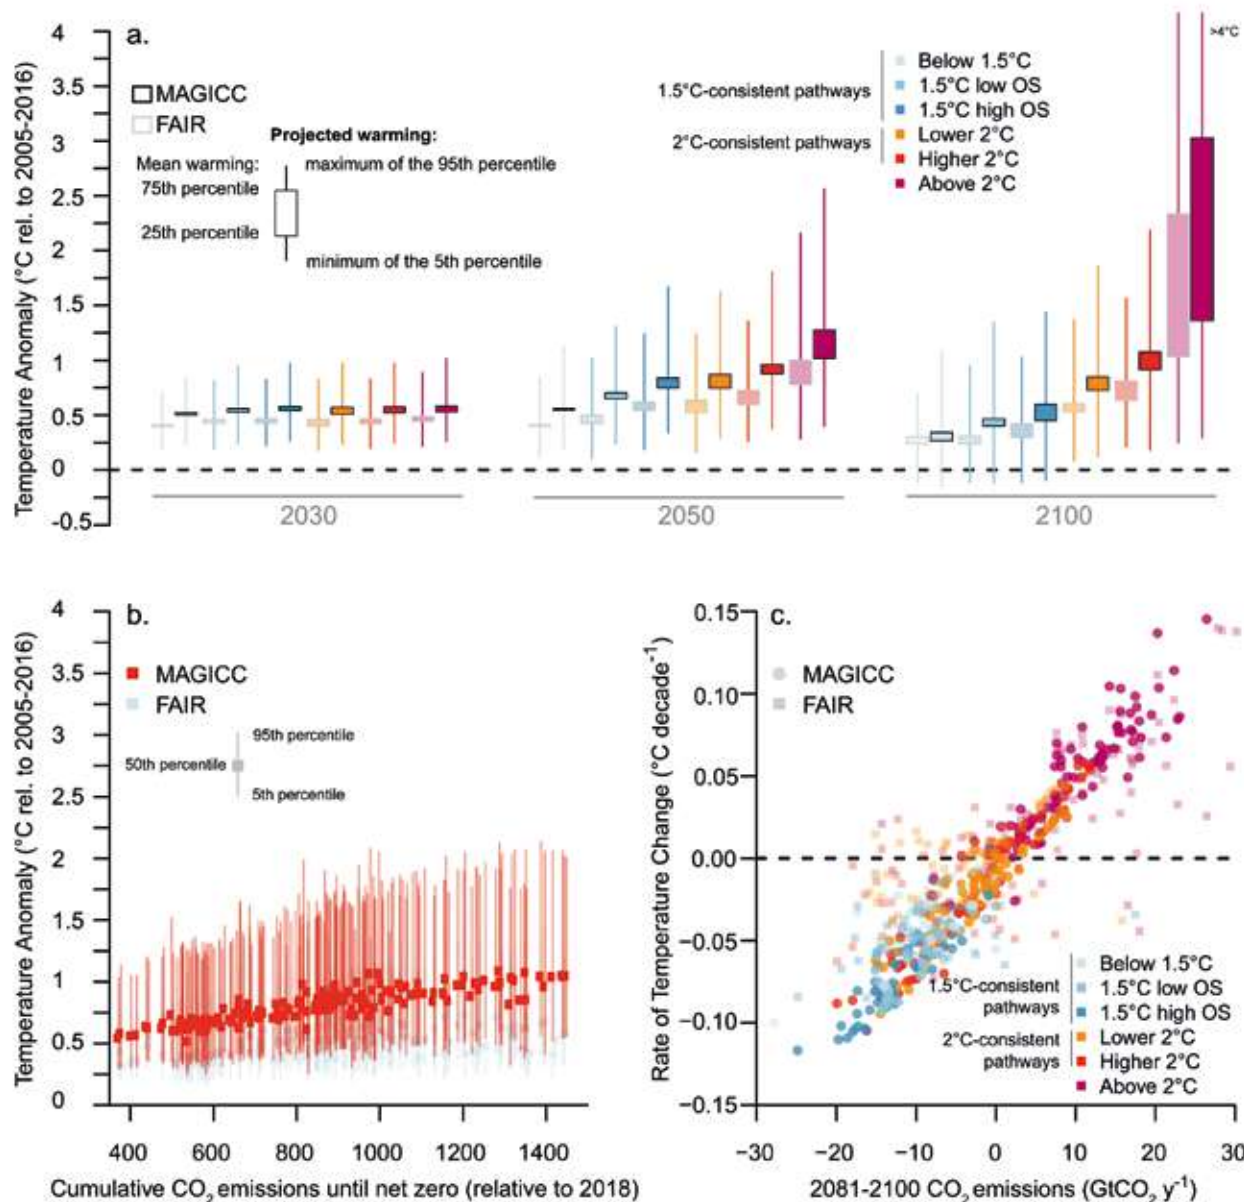 a.
4
3.5
3
2.5
2
1.5
1
0.5
0
-0.5
Temperature Anomaly (°C rel. to 2005-2016)
MAGICC
FAIR
Projected warming:
Mean warming:
maximum of the 95th percentile
75th percentile
25th percentile
minimum of the 5th percentile
1.5°C-consistent pathways
2°C-consistent pathways
Below 1.5°C
1.5°C low OS
1.5°C high OS
Lower 2°C
Higher 2°C
Above 2°C
>4°C
2030
2050
2100
b.
4
3.5
3
2.5
2
1.5
1
0.5
0
Temperature Anomaly (°C rel. to 2005-2016)
MAGICC
FAIR
95th percentile
50th percentile
5th percentile
400
600
800
1000
1200
1400
Cumulative CO₂ emissions until net zero (relative to 2018)
c.
0.15
0.10
0.05
0.00
−0.05
−0.10
−0.15
Rate of Temperature Change (°C decade⁻¹)
MAGICC
FAIR
1.5°C-consistent
pathways
2°C-consistent
pathways
Below 1.5°C
1.5°C low OS
1.5°C high OS
Lower 2°C
Higher 2°C
Above 2°C
−30
−20
−10
0
10
20
30
2081-2100 CO₂ emissions (GtCO₂ y⁻¹)